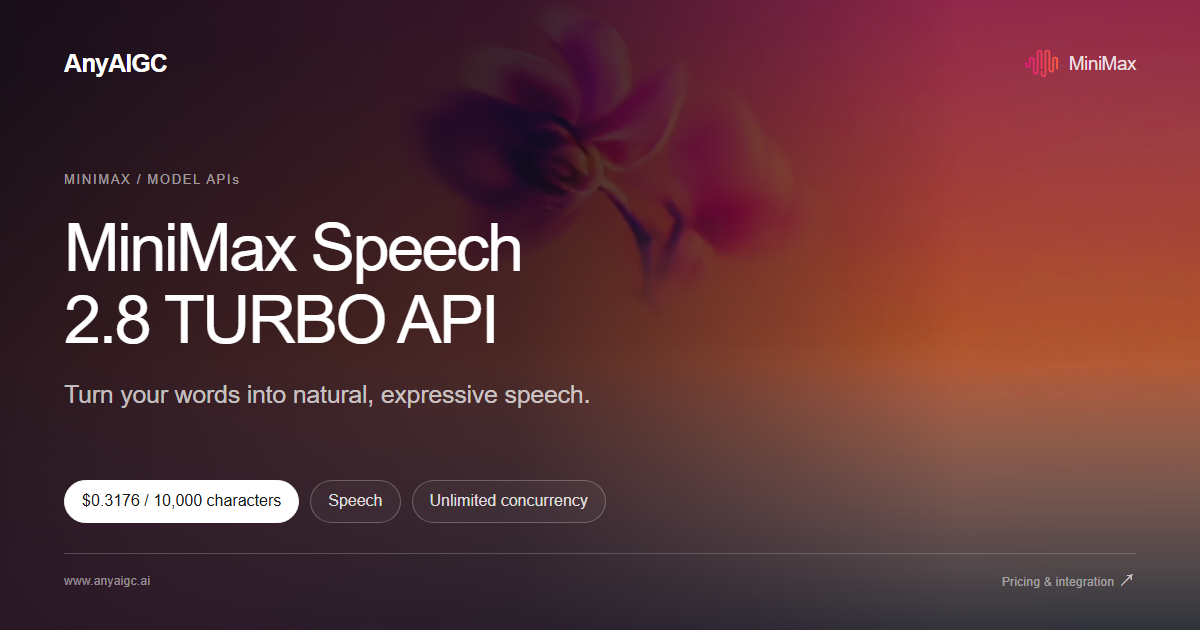 AnyAIGC
MiniMax
MINIMAX / MODEL APIs
MiniMax Speech
2.8 TURBO API
Turn your words into natural, expressive speech.
$0.3176 / 10,000 characters
Speech
Unlimited concurrency
www.anyaigc.ai
Pricing & integration